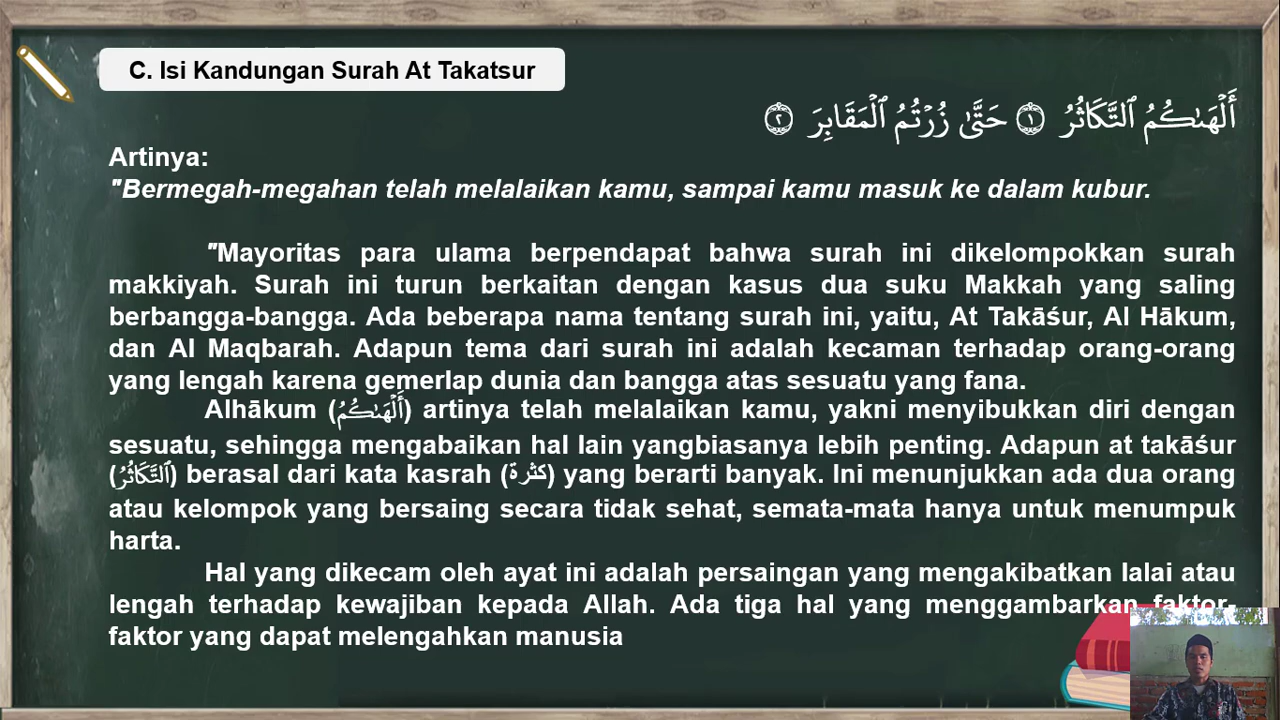 C. Isi Kandungan Surah At Takatsur
أَلْهَىٰكُمُ ٱلتَّكَاثُرُ ١ حَتَّىٰ زُرْتُمُ ٱلْمَقَابِرَ ٢
Artinya:
"Bermegah-megahan telah melalaikan kamu, sampai kamu masuk ke dalam kubur.
"Mayoritas para ulama berpendapat bahwa surah ini dikelompokkan surah
makkiyah. Surah ini turun berkaitan dengan kasus dua suku Makkah yang saling
berbangga-bangga. Ada beberapa nama tentang surah ini, yaitu, At Takāśur, Al Hākum,
dan Al Maqbarah. Adapun tema dari surah ini adalah kecaman terhadap orang-orang
yang lengah karena gemerlap dunia dan bangga atas sesuatu yang fana.
Alhākum (أَلْهَىٰكُمُ) artinya telah melalaikan kamu, yakni menyibukkan diri dengan
sesuatu, sehingga mengabaikan hal lain yangbiasanya lebih penting. Adapun at takāśur
(ٱلتَّكَاثُرُ) berasal dari kata kasrah (كثرة) yang berarti banyak. Ini menunjukkan ada dua orang
atau kelompok yang bersaing secara tidak sehat, semata-mata hanya untuk menumpuk
harta.
Hal yang dikecam oleh ayat ini adalah persaingan yang mengakibatkan lalai atau
lengah terhadap kewajiban kepada Allah. Ada tiga hal yang menggambarkan faktor-
faktor yang dapat melengahkan manusia